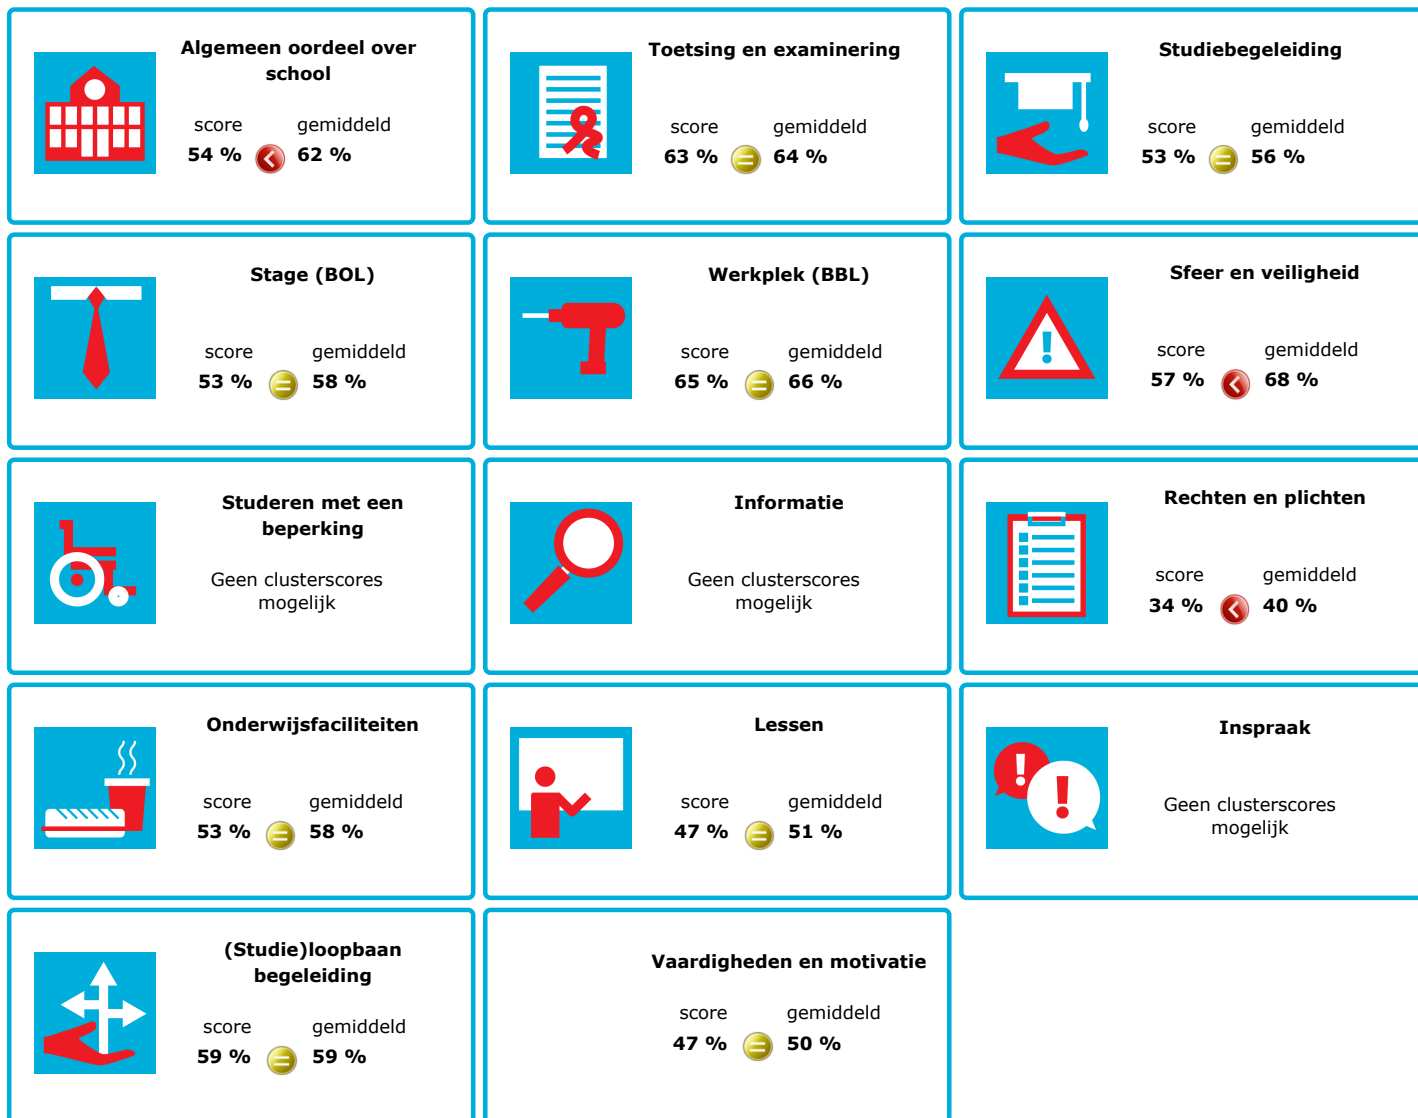 Algemeen oordeel over
school
score gemiddeld
54 % 62 %
Toetsing en examinering
score gemiddeld
63 % 64 %
Studiebegeleiding
score gemiddeld
53 % 56 %
Stage (BOL)
score gemiddeld
53 % 58 %
Werkplek (BBL)
score gemiddeld
65 % 66 %
Sfeer en veiligheid
score gemiddeld
57 % 68 %
Studeren met een
beperking
Geen clusterscores
mogelijk
Informatie
Geen clusterscores
mogelijk
Rechten en plichten
score gemiddeld
34 % 40 %
Onderwijsfaciliteiten
score gemiddeld
53 % 58 %
Lessen
score gemiddeld
47 % 51 %
Inspraak
Geen clusterscores
mogelijk
(Studie)loopbaan
begeleiding
score gemiddeld
59 % 59 %
Vaardigheden en motivatie
score gemiddeld
47 % 50 %